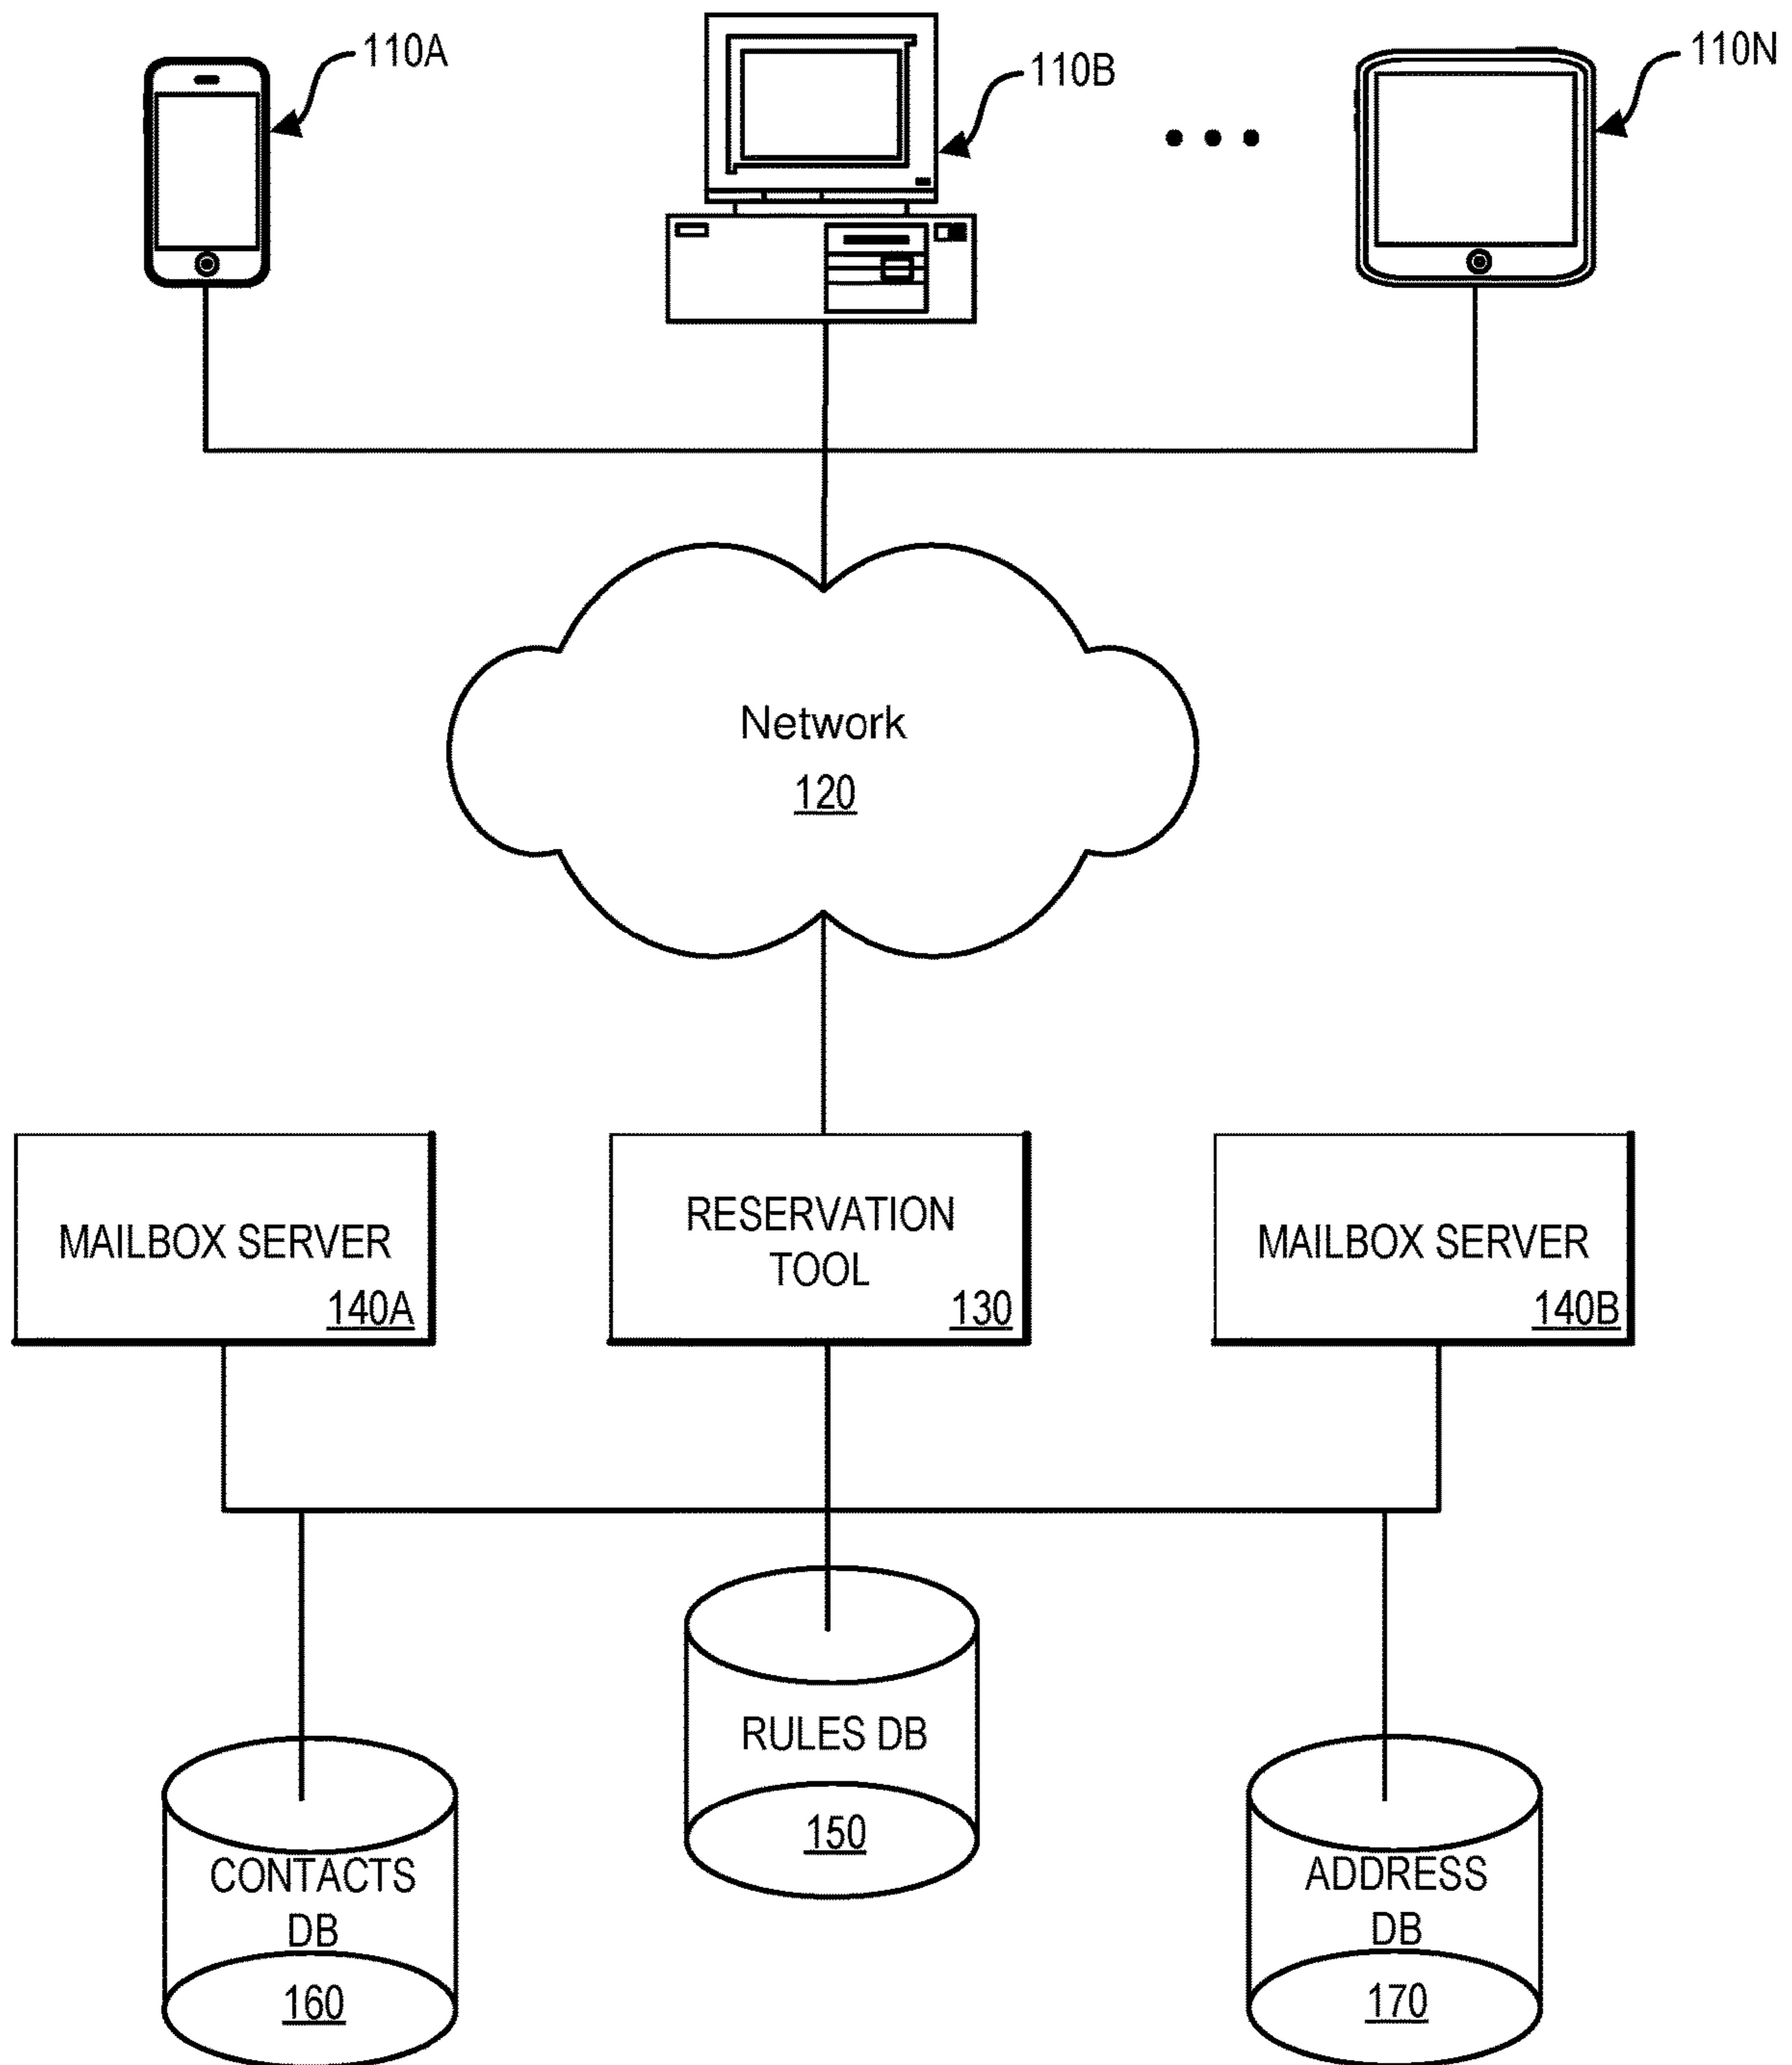 110A
110B
110N
Network
120
MAILBOX SERVER
140A
RESERVATION
TOOL
130
MAILBOX SERVER
140B
RULES DB
150
CONTACTS
DB
160
ADDRESS
DB
170